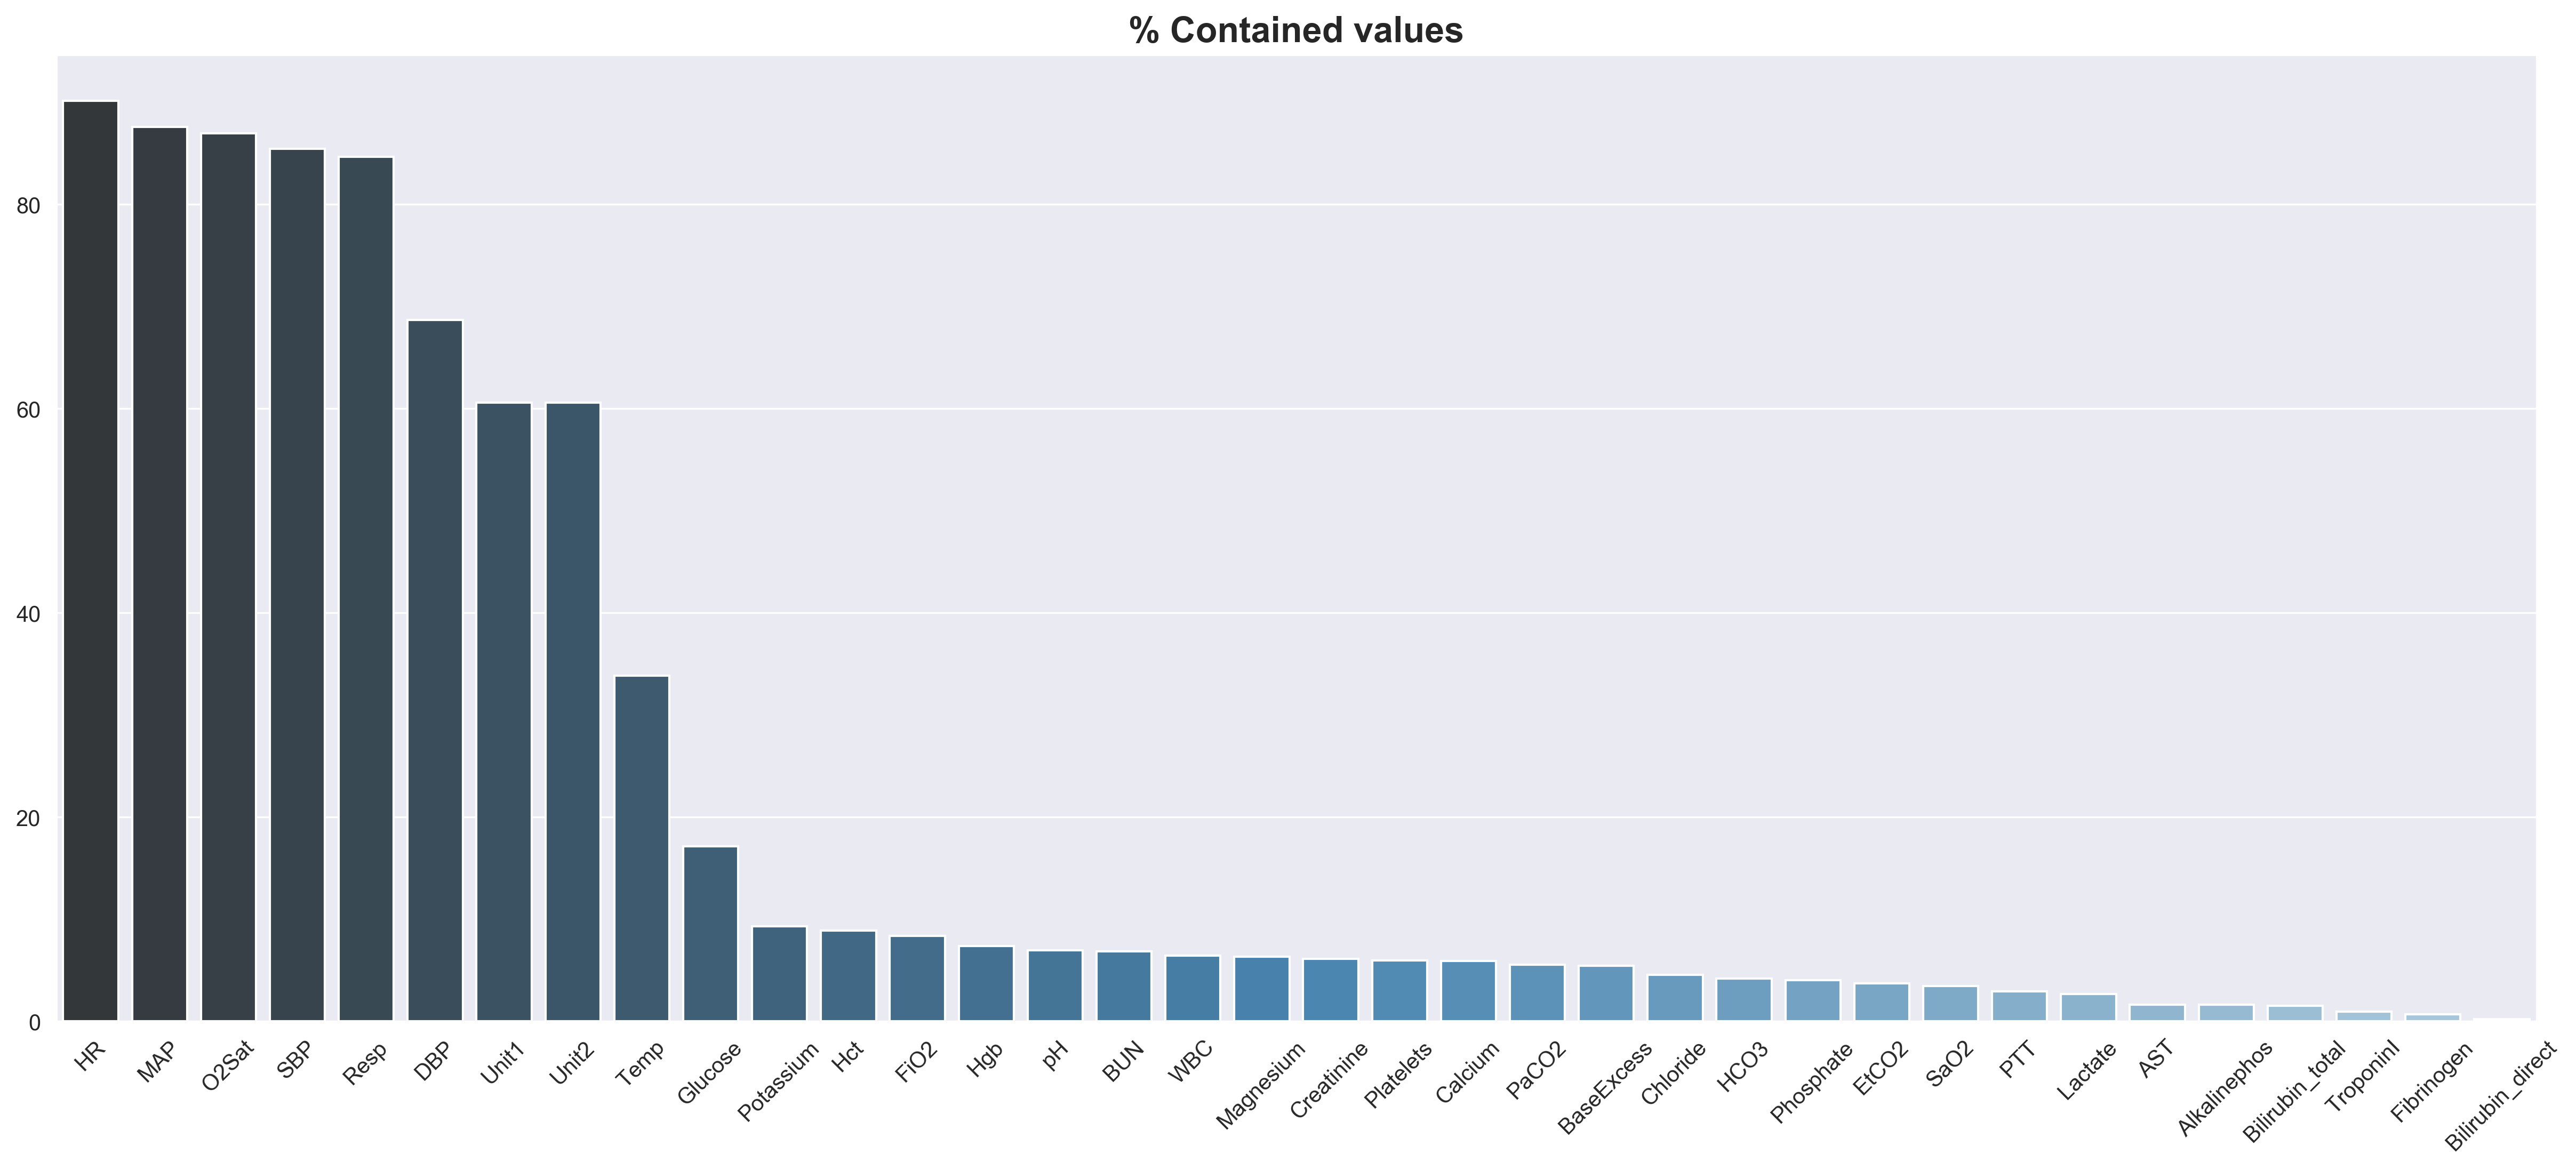 % Contained values
80
60
40
20
0
HR MAP O2Sat SBP Resp DBP Unit1 Unit2 Temp Glucose Potassium Hct FiO2 Hgb pH BUN WBC Magnesium Creatinine Platelets Calcium PaCO2 BaseExcess Chloride HCO3 Phosphate EtCO2 SaO2 PTT Lactate AST Alkalinephos Bilirubin_total TroponinI Fibrinogen Bilirubin_direct